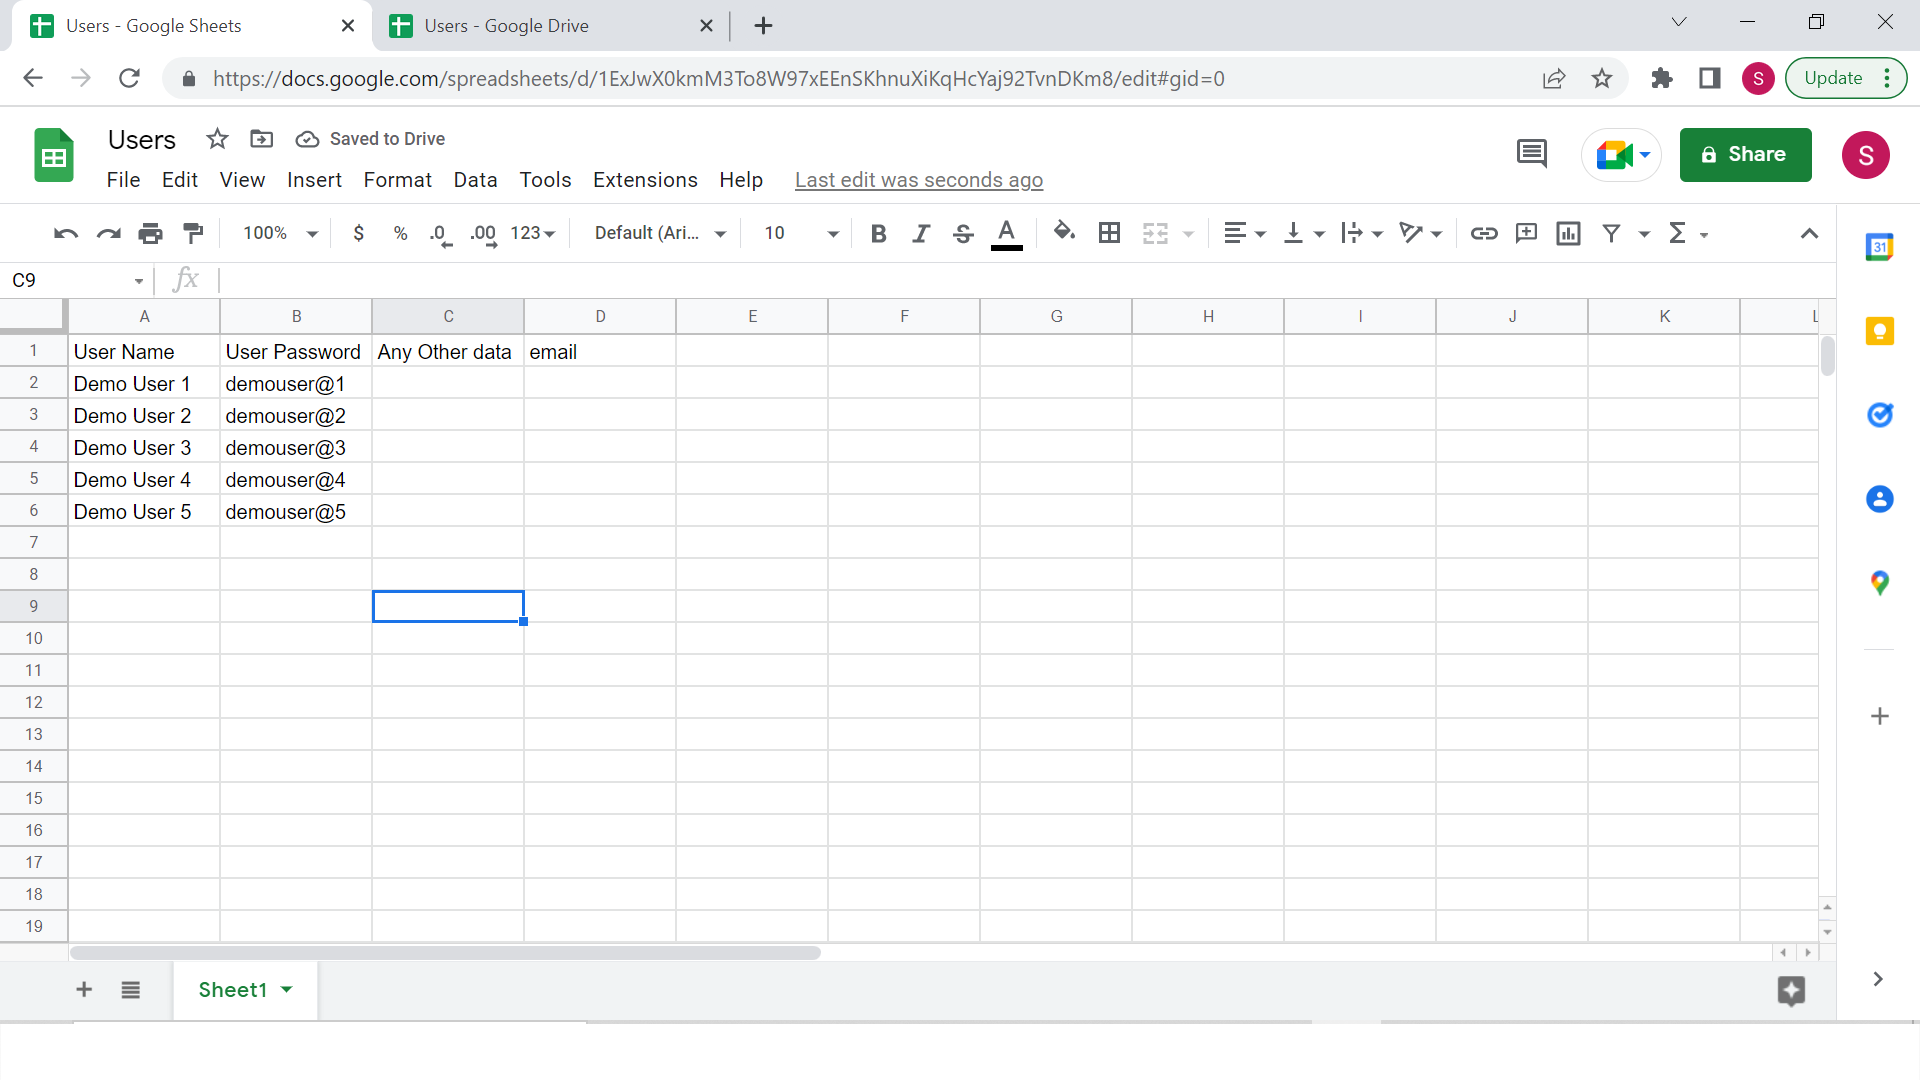 Users - Google Sheets
Users - Google Drive
https://docs.google.com/spreadsheets/d/1ExJwX0kmM3To8W97xEEnSKhnuXiKqHcYaj92TvnDKm8/edit#gid=0
S
Update
Users
Saved to Drive
File Edit View Insert Format Data Tools Extensions Help Last edit was seconds ago
Share
S
100% $ % .0 .00 123 Default (Ari... 10 B I S A Σ
31
C9 fx
A B C D E F G H I J K L
1 User Name User Password Any Other data email
2 Demo User 1 demouser@1
3 Demo User 2 demouser@2
4 Demo User 3 demouser@3
5 Demo User 4 demouser@4
6 Demo User 5 demouser@5
7
8
9
10
11
12
13
14
15
16
17
18
19
Sheet1